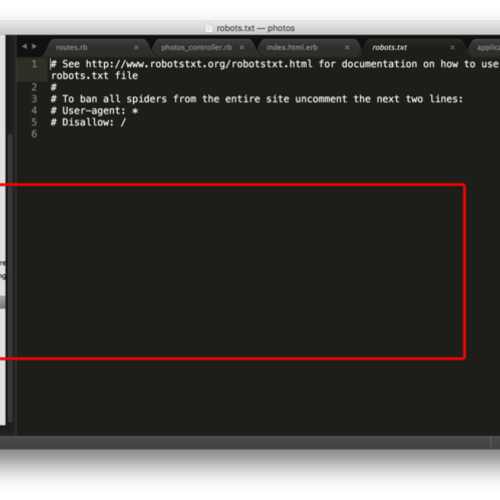 robots.txt — photos
routes.rb
photos_controller.rb
index.html.erb
robots.txt
applica
1 # See http://www.robotstxt.org/robotstxt.html for documentation on how to use
robots.txt file
2 #
3 # To ban all spiders from the entire site uncomment the next two lines:
4 # User-agent: *
5 # Disallow: /
6
re
ng